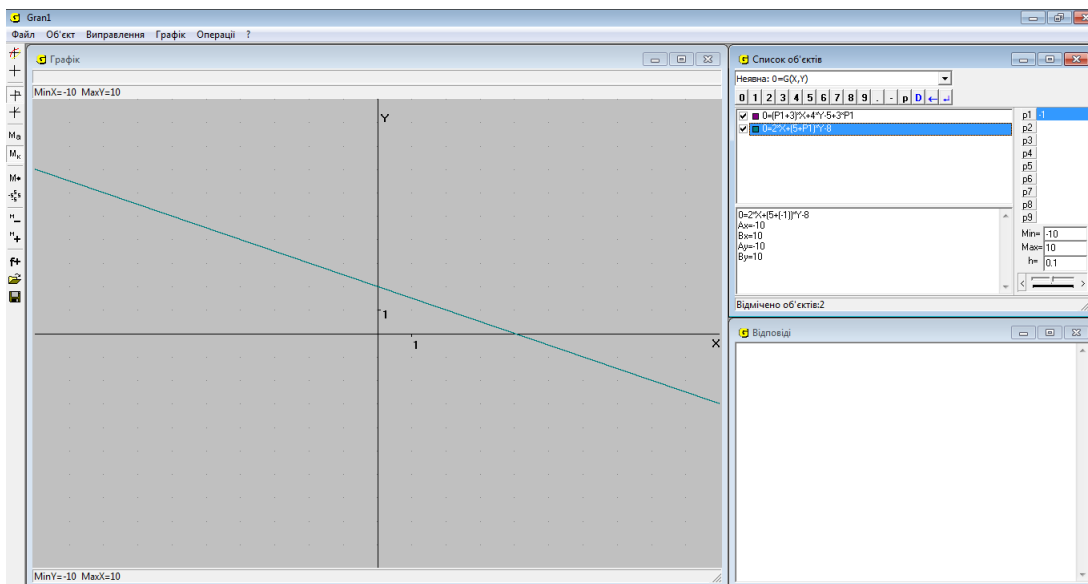 Gran1
Файл Об'єкт Виправлення Графік Операції ?
Графік
MinX=-10 MaxY=10
Y
1
1
X
MinY=-10 MaxX=10
Список об'єктів
Неявна: 0=G(X,Y)
0 1 2 3 4 5 6 7 8 9 . - p D ← ↵
0=(P1+3)*X+4*Y-5+3*P1
0=2*X+(5+P1)*Y-8
p1 -1
p2
p3
p4
p5
p6
p7
p8
p9
0=2*X+(5+(-1))*Y-8
Ax=-10
Bx=10
Ay=-10
By=10
Min= -10
Max= 10
h= 0.1
Відмічено об'єктів:2
Відповіді